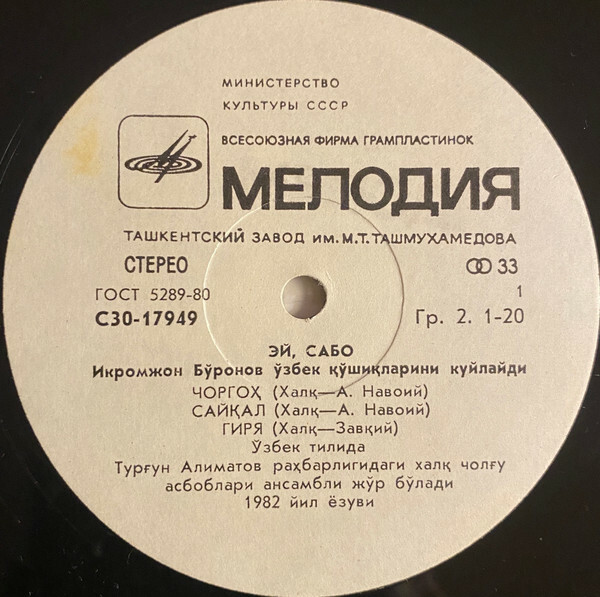 МИНИСТЕРСТВО
КУЛЬТУРЫ СССР
ВСЕСОЮЗНАЯ ФИРМА ГРАМПЛАСТИНОК
МЕЛОДИЯ
ТАШКЕНТСКИЙ ЗАВОД ИМ. М.Т. ТАШМУХАМЕДОВА
СТЕРЕО 33
ГОСТ 5289-80 1
С30-17949 Гр. 2. 1-20
ЭЙ, САБО
Икромжон Бўронов ўзбек қўшиқларини куйлайди
ЧОРГОҲ (Халқ—А. Навоий)
САЙҚАЛ (Халқ—А. Навоий)
ГИРЯ (Халқ—Завқий)
Ўзбек тилида
Турғун Алиматов раҳбарлигидаги халқ чолғу
асбоблари ансамбли жўр бўлади
1982 йил ёзуви